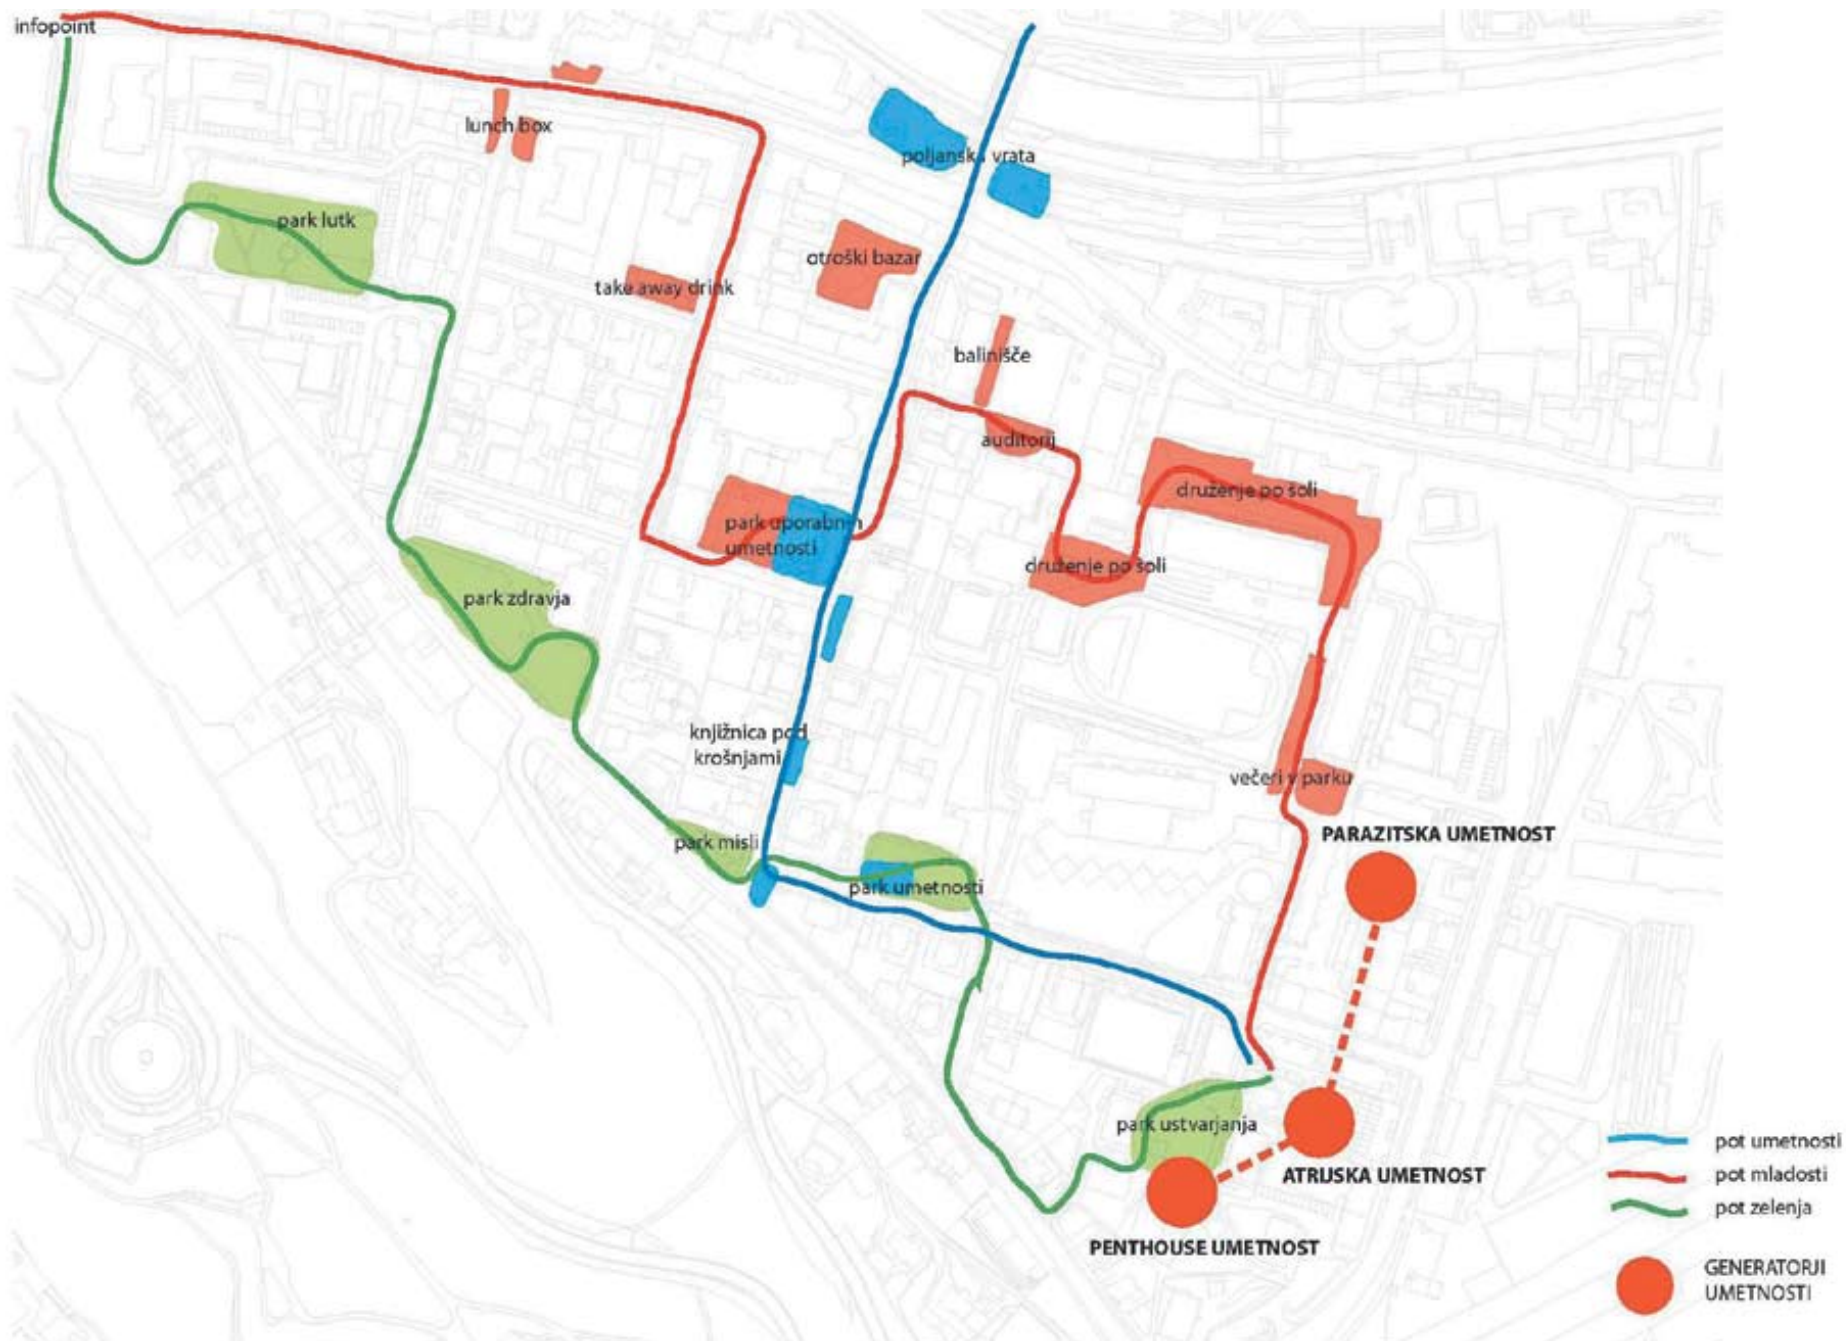 infopoint
lunch box
poljanska vrata
park lutk
otroški bazar
take away drink
balinišče
auditorij
druženje po šoli
park uporabnih
umetnosti
druženje po šoli
park zdravja
knjižnica pod
krošnjami
večeri v parku
PARAZITSKA UMETNOST
park misli
park umetnosti
park ustvarjanja
pot umetnosti
ATRIJSKA UMETNOST
pot mladosti
pot zelenja
PENTHOUSE UMETNOST
GENERATORJI
UMETNOSTI